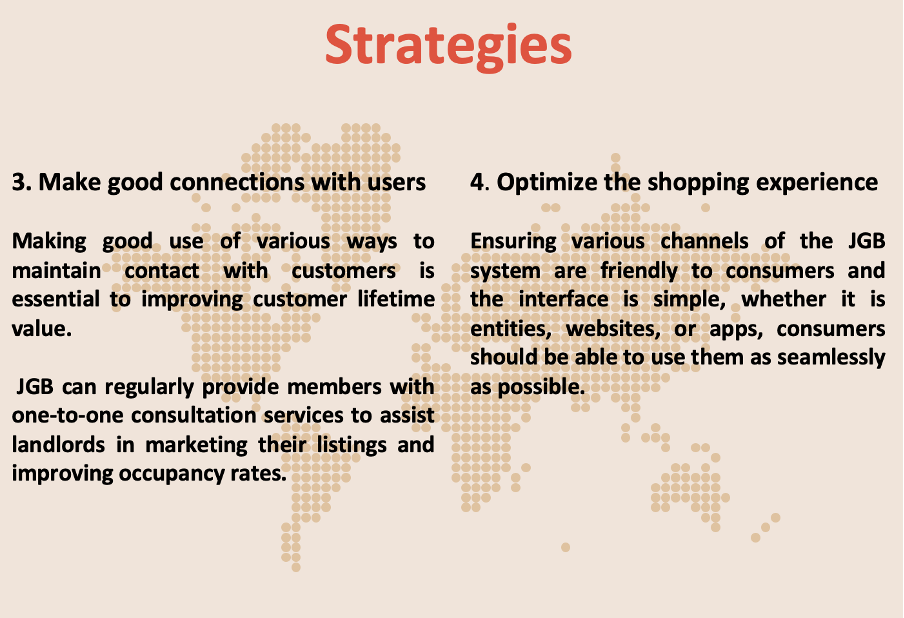 Strategies
3. Make good connections with users
Making good use of various ways to
maintain contact with customers is
essential to improving customer lifetime
value.
JGB can regularly provide members with
one-to-one consultation services to assist
landlords in marketing their listings and
improving occupancy rates.
4. Optimize the shopping experience
Ensuring various channels of the JGB
system are friendly to consumers and
the interface is simple, whether it is
entities, websites, or apps, consumers
should be able to use them as seamlessly
as possible.